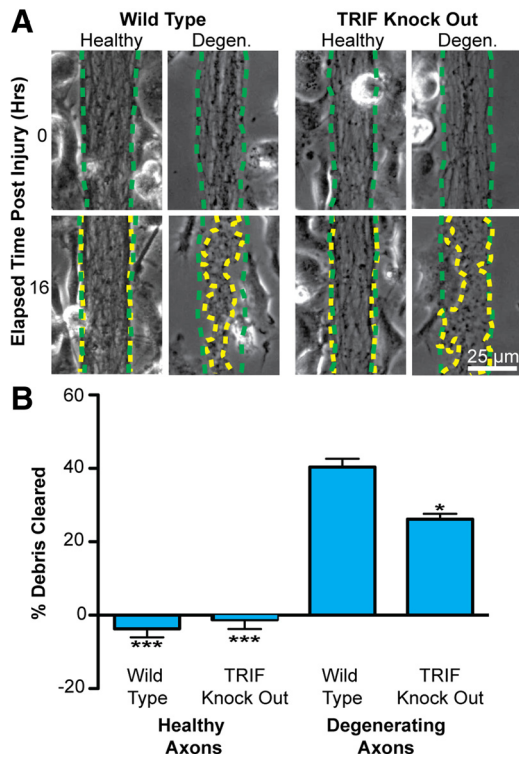 A
Wild Type
TRIF Knock Out
Healthy
Degen.
Healthy
Degen.
Elapsed Time Post Injury (Hrs)
0
16
25 µm
B
% Debris Cleared
60
40
20
0
-20
***
***
*
Wild
Type
TRIF
Knock Out
Wild
Type
TRIF
Knock Out
Healthy
Axons
Degenerating
Axons